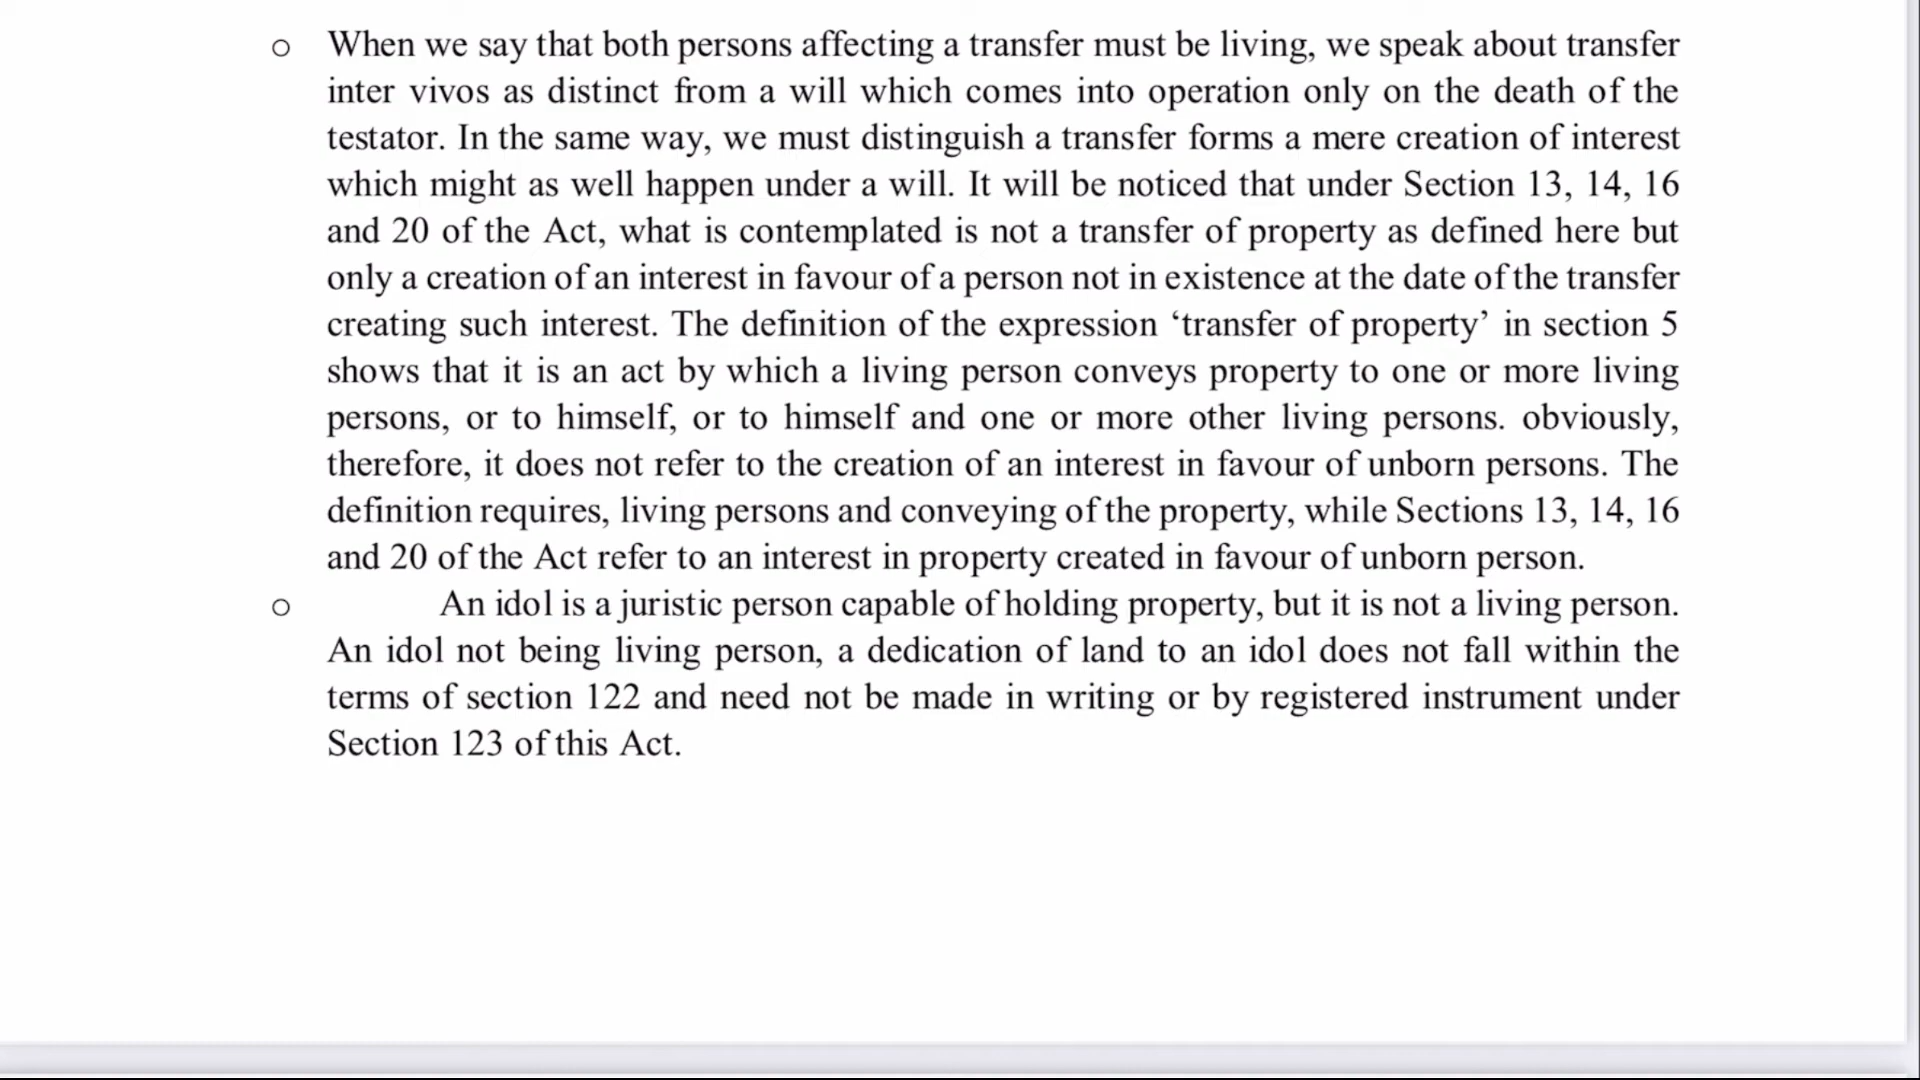 o When we say that both persons affecting a transfer must be living, we speak about transfer
inter vivos as distinct from a will which comes into operation only on the death of the
testator. In the same way, we must distinguish a transfer forms a mere creation of interest
which might as well happen under a will. It will be noticed that under Section 13, 14, 16
and 20 of the Act, what is contemplated is not a transfer of property as defined here but
only a creation of an interest in favour of a person not in existence at the date of the transfer
creating such interest. The definition of the expression ‘transfer of property’ in section 5
shows that it is an act by which a living person conveys property to one or more living
persons, or to himself, or to himself and one or more other living persons. obviously,
therefore, it does not refer to the creation of an interest in favour of unborn persons. The
definition requires, living persons and conveying of the property, while Sections 13, 14, 16
and 20 of the Act refer to an interest in property created in favour of unborn person.
o An idol is a juristic person capable of holding property, but it is not a living person.
An idol not being living person, a dedication of land to an idol does not fall within the
terms of section 122 and need not be made in writing or by registered instrument under
Section 123 of this Act.